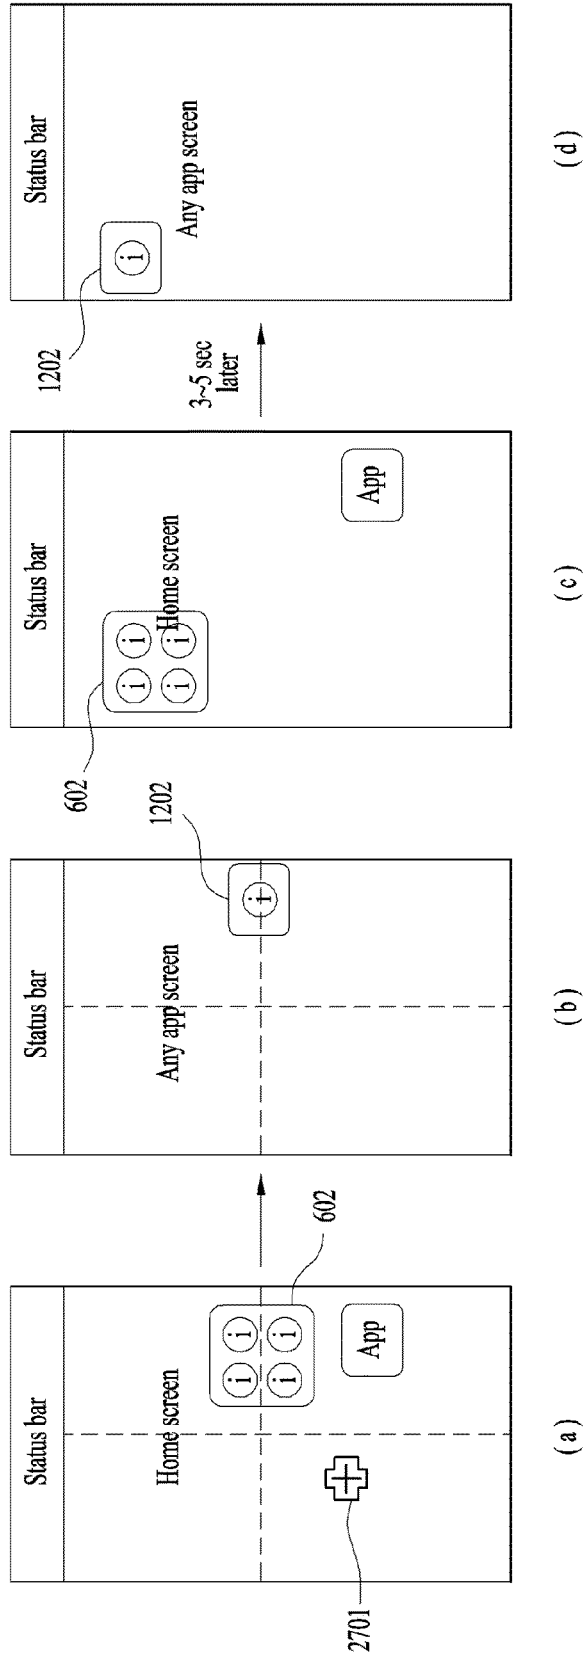 Status bar
Home screen
i
i
i
i
602
App
2701
(a)
Status bar
Any app screen
1202
i
(b)
Status bar
602
i
i
Home screen
i
i
App
(c)
3~5 sec
later
Status bar
1202
i
Any app screen
(d)